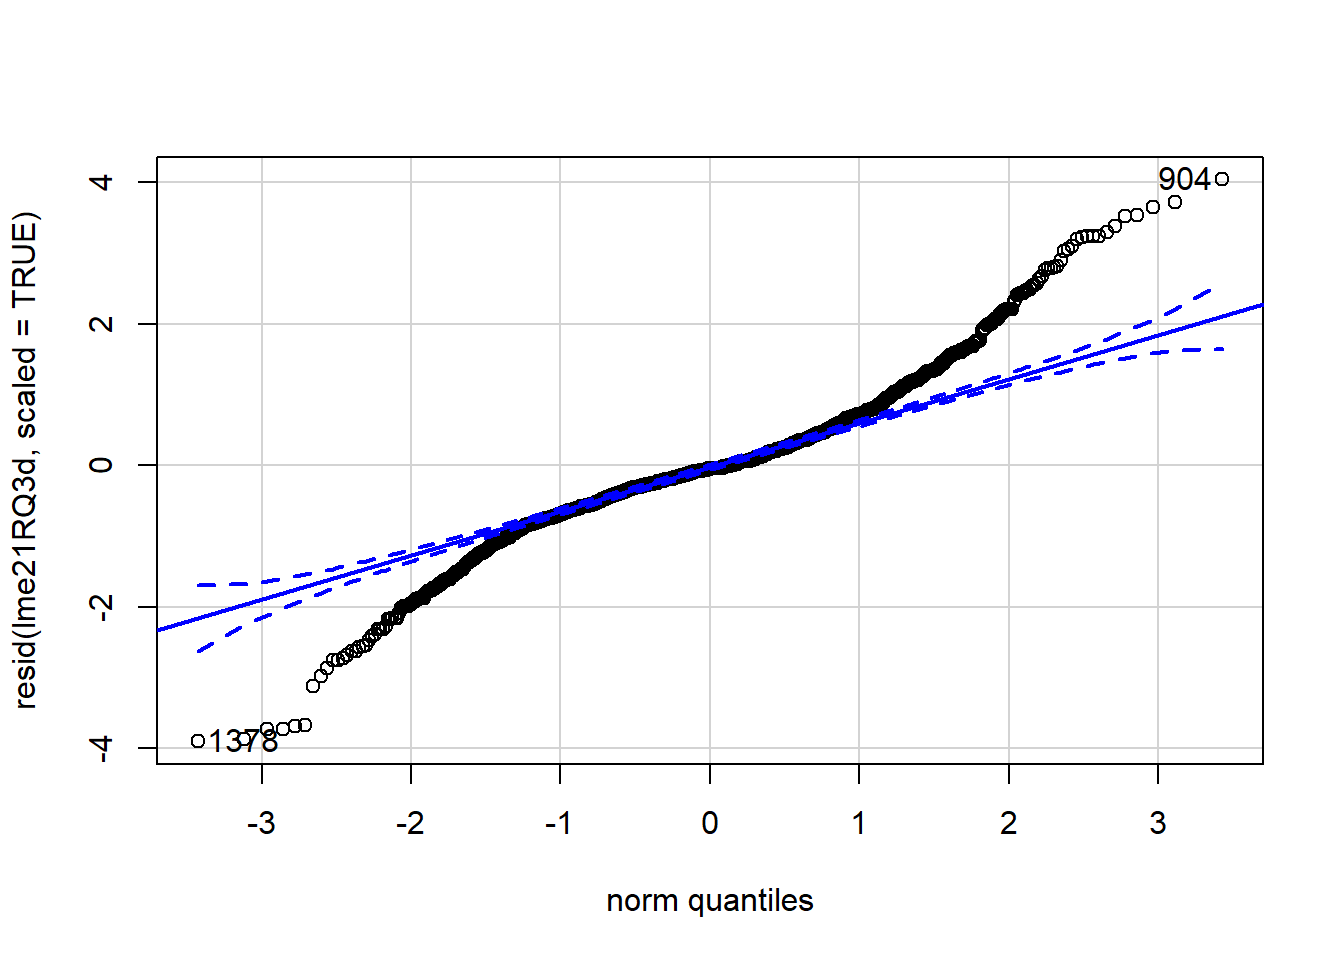 resid(lme21RQ3d, scaled = TRUE)
4
2
0
-2
-4
904
1378
-3 -2 -1 0 1 2 3
norm quantiles